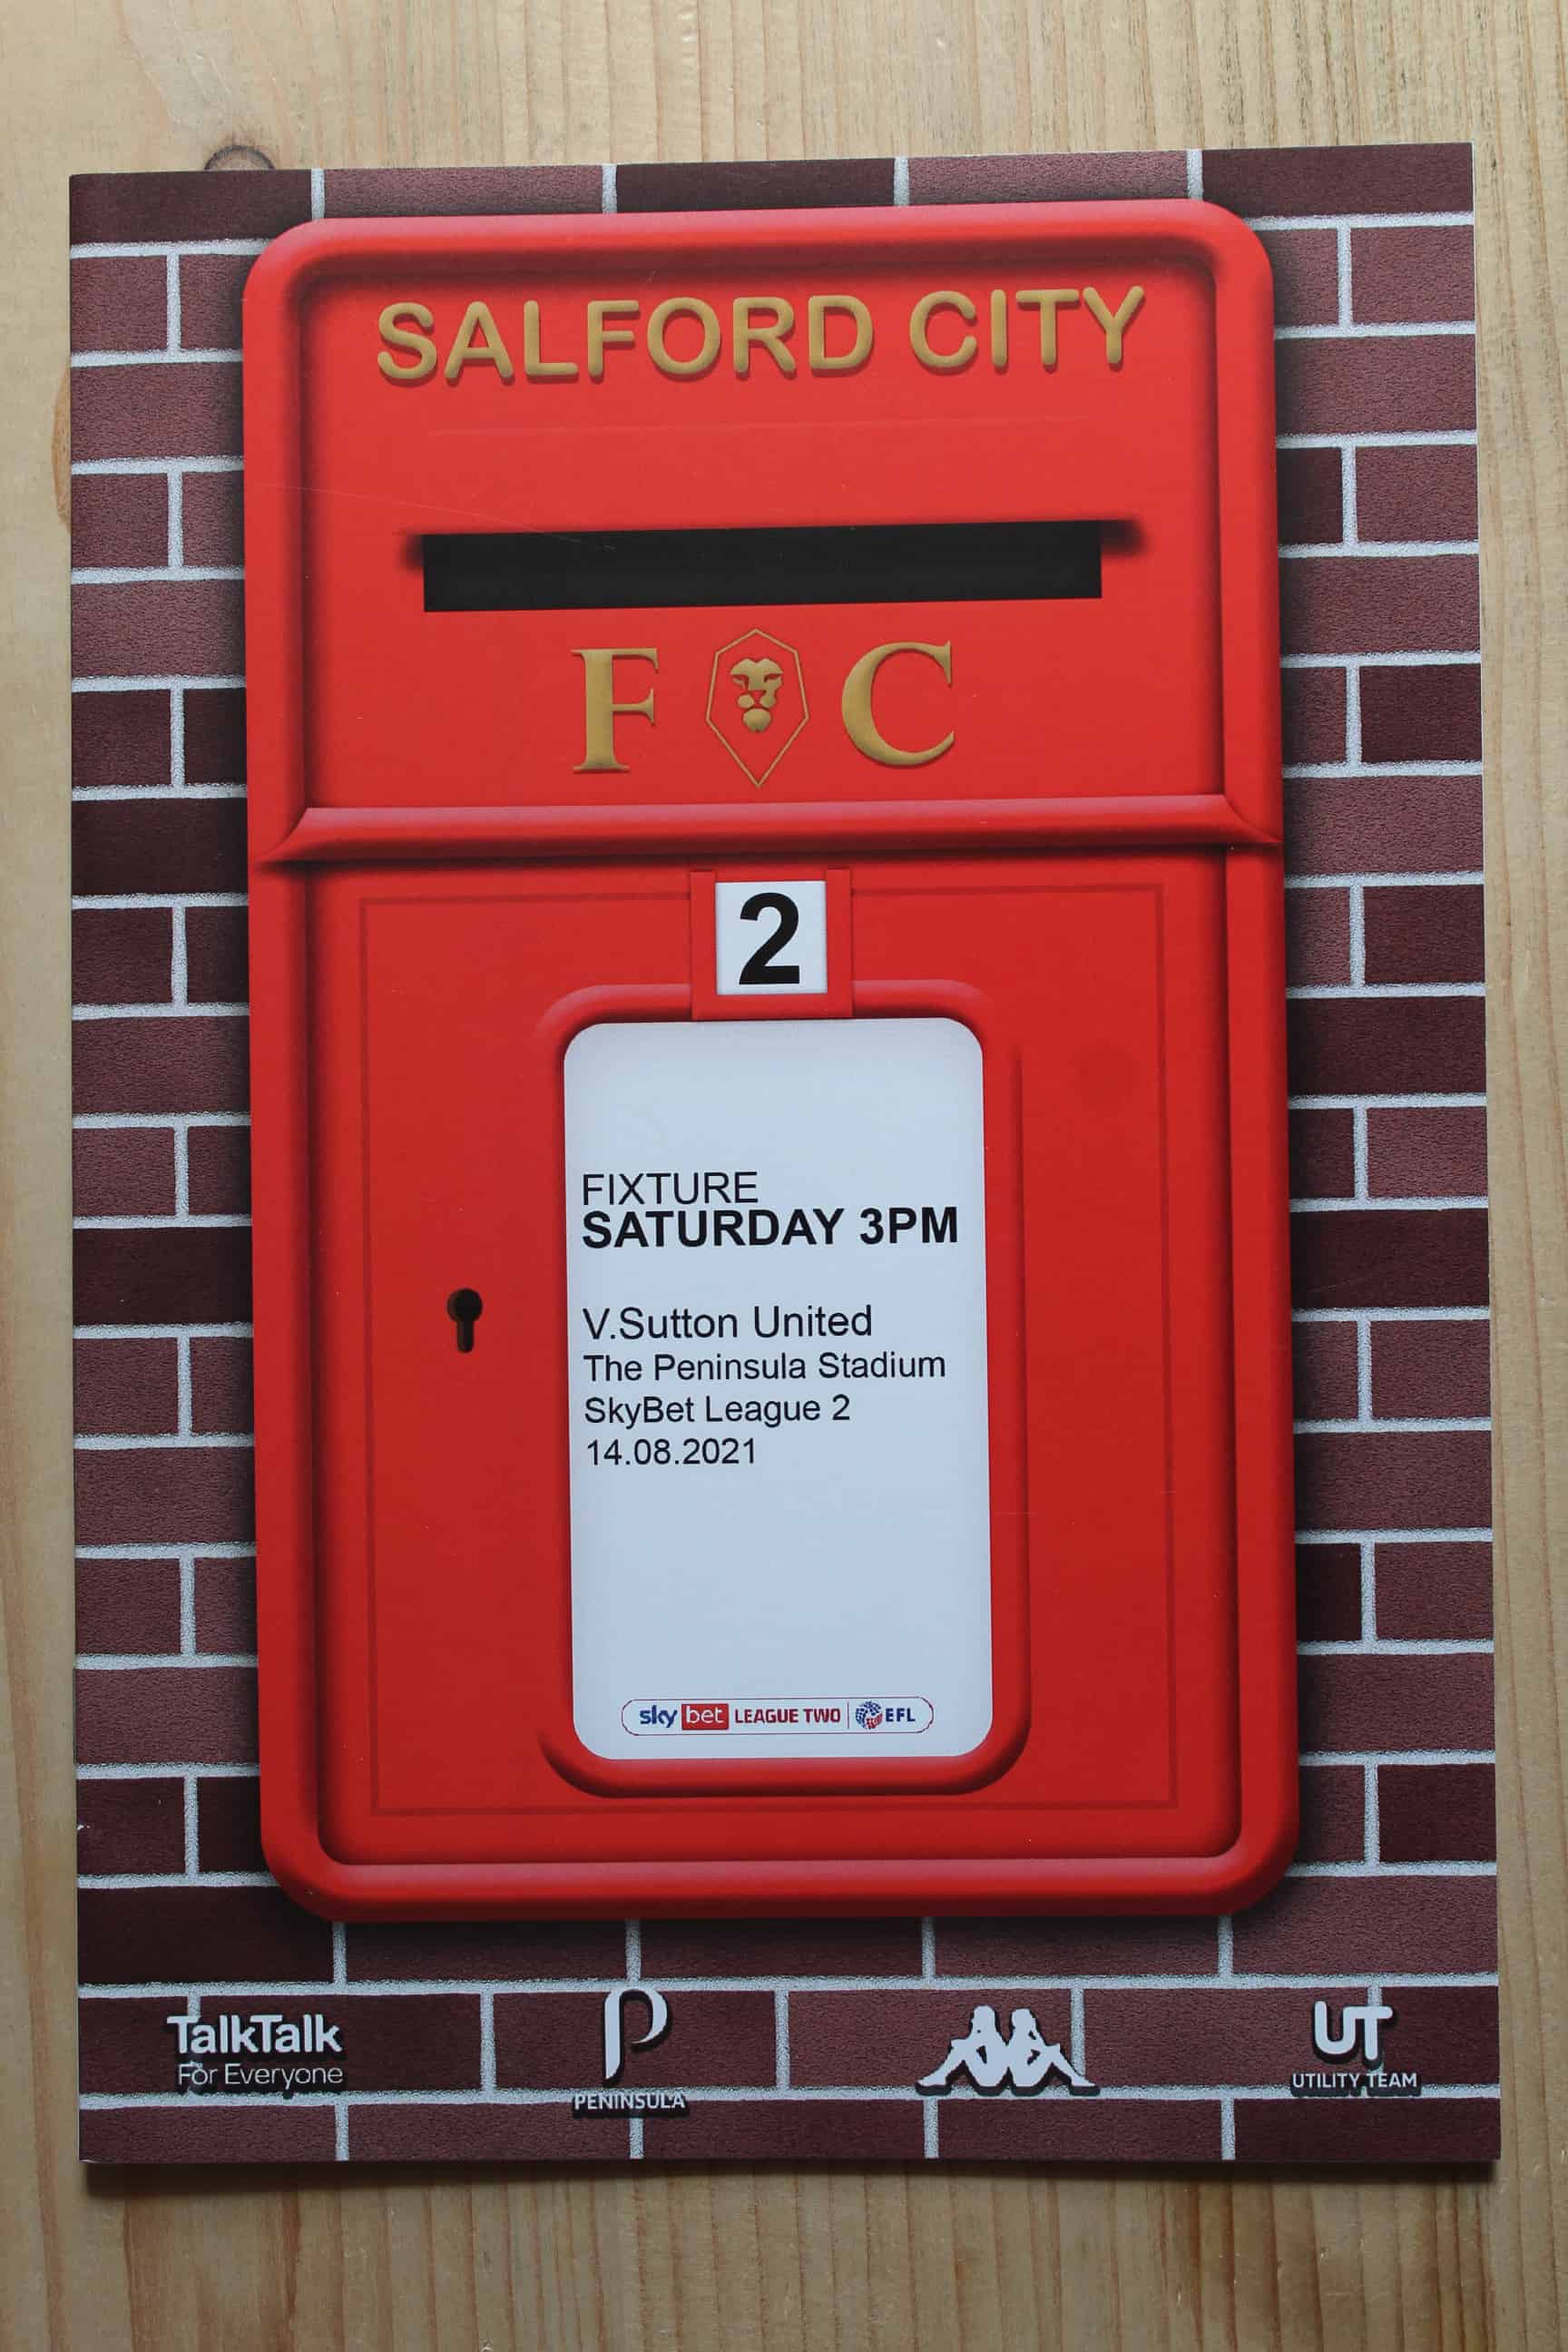 SALFORD CITY
F C
2
FIXTURE
SATURDAY 3PM
V.Sutton United
The Peninsula Stadium
SkyBet League 2
14.08.2021
sky bet LEAGUE TWO EFL
TalkTalk
For Everyone
P
PENINSULA
UT
UTILITY TEAM